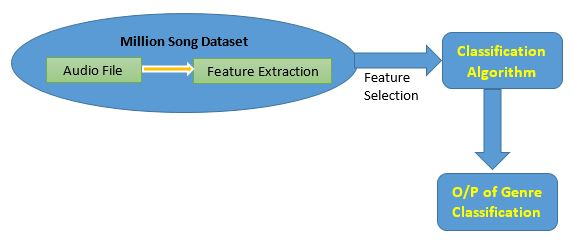 Million Song Dataset
Audio File
Feature Extraction
Feature
Selection
Classification
Algorithm
O/P of Genre
Classification